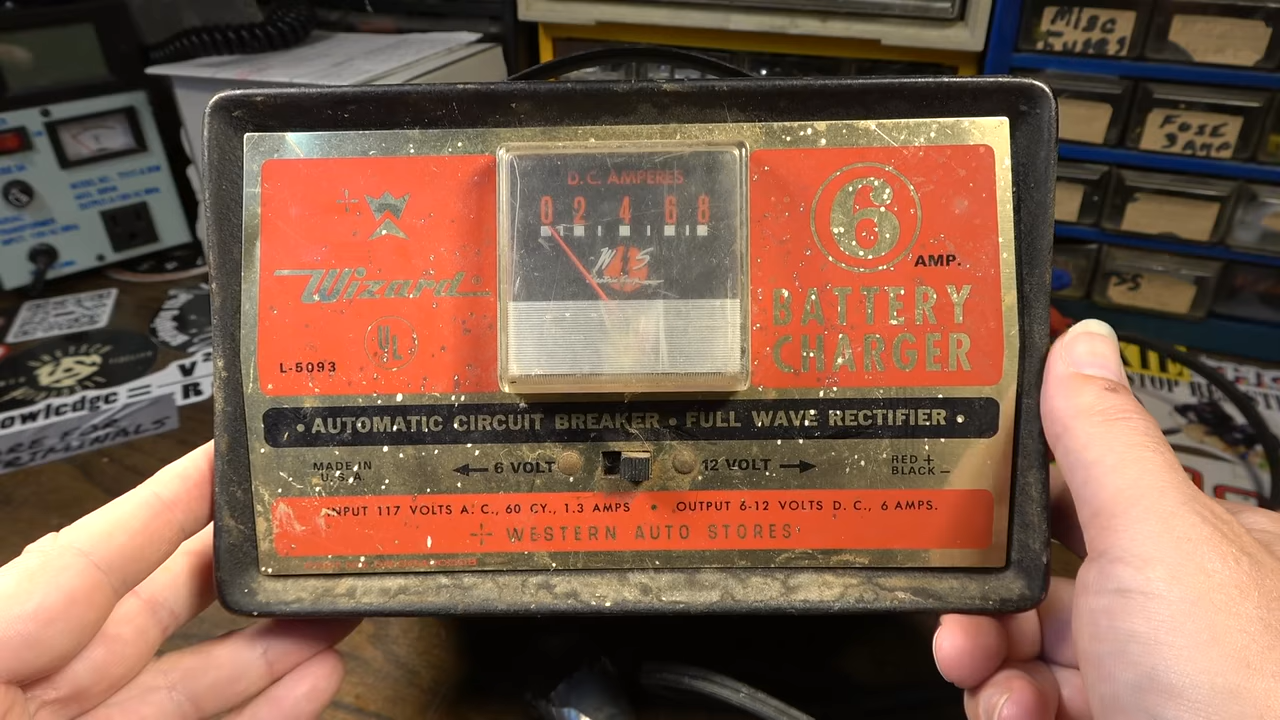 Misc
Fuses
Fuse
D.C. AMPERES
0 2 4 6 8
6
AMP.
Wizard
BATTERY
CHARGER
UL
L-5093
• AUTOMATIC CIRCUIT BREAKER • FULL WAVE RECTIFIER •
MADE IN
U.S.A.
6 VOLT
12 VOLT
RED +
BLACK –
INPUT 117 VOLTS A.C., 60 CY., 1.3 AMPS • OUTPUT 6-12 VOLTS D.C., 6 AMPS.
WESTERN AUTO STORES